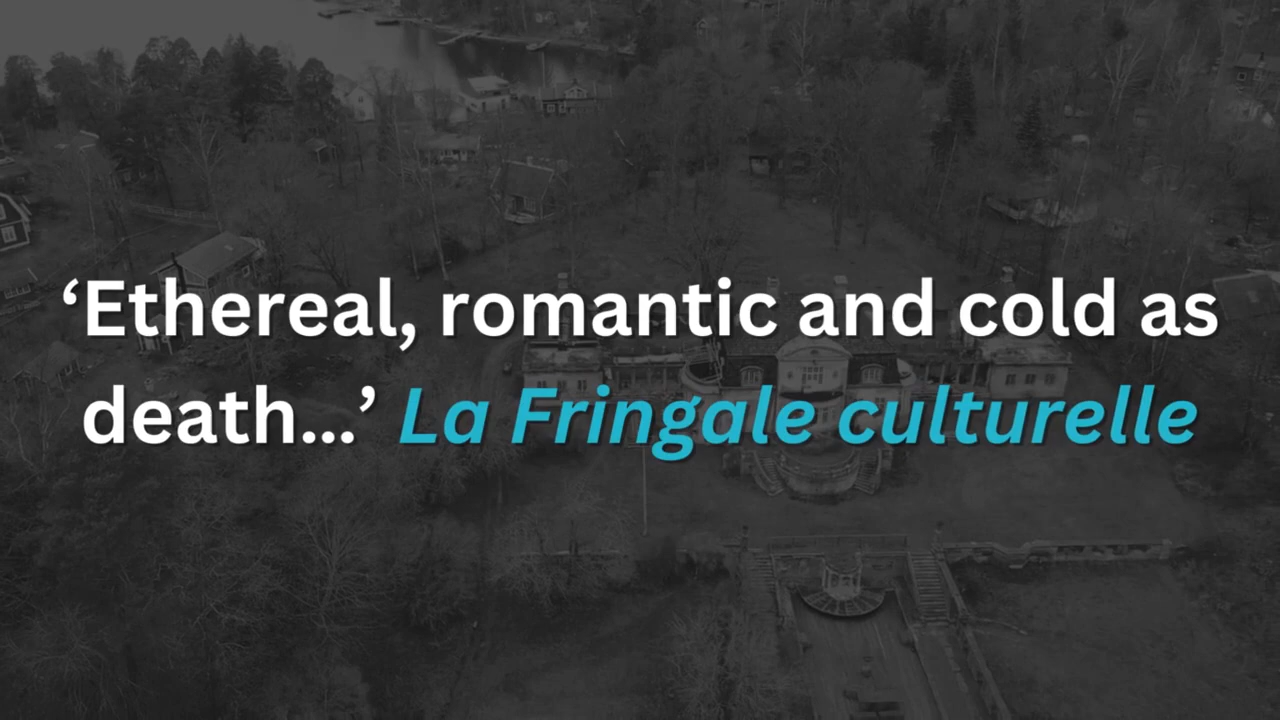 ‘Ethereal, romantic and cold as
death...’ La Fringale culturelle